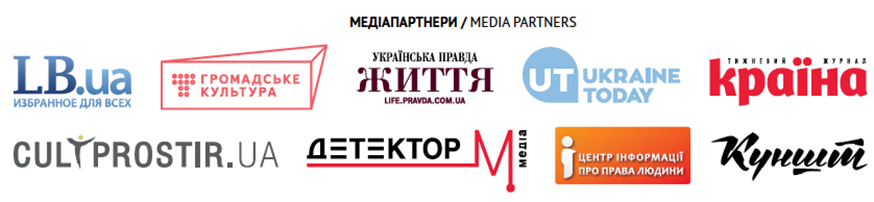 МЕДІАПАРТНЕРИ / MEDIA PARTNERS
LB.ua
ИЗБРАННОЕ ДЛЯ ВСЕХ
ГРОМАДСЬКЕ
КУЛЬТУРА
УКРАЇНСЬКА ПРАВДА
ЖИТТЯ
LIFE.PRAVDA.COM.UA
UT
UKRAINE
TODAY
ТИЖНЕВИЙ ЖУРНАЛ
країна
CULTPROSTIR.UA
ДЕТЕКТОР М
медіа
і
ЦЕНТР ІНФОРМАЦІЇ
ПРО ПРАВА ЛЮДИНИ
Куншт